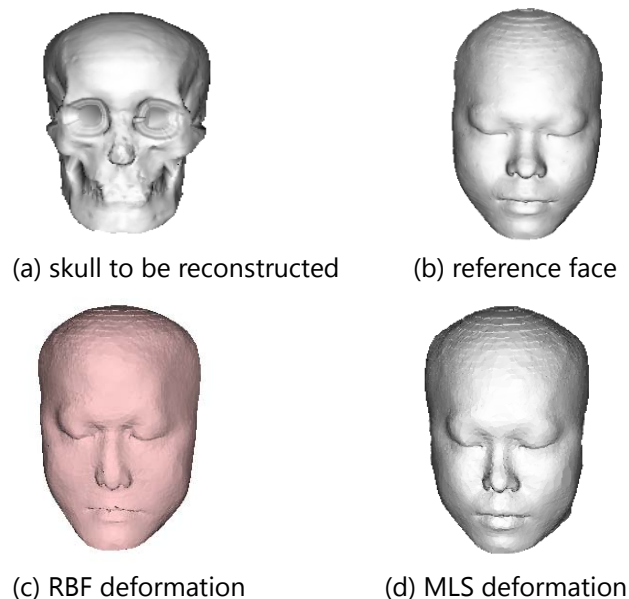 (a) skull to be reconstructed
(b) reference face
(c) RBF deformation
(d) MLS deformation